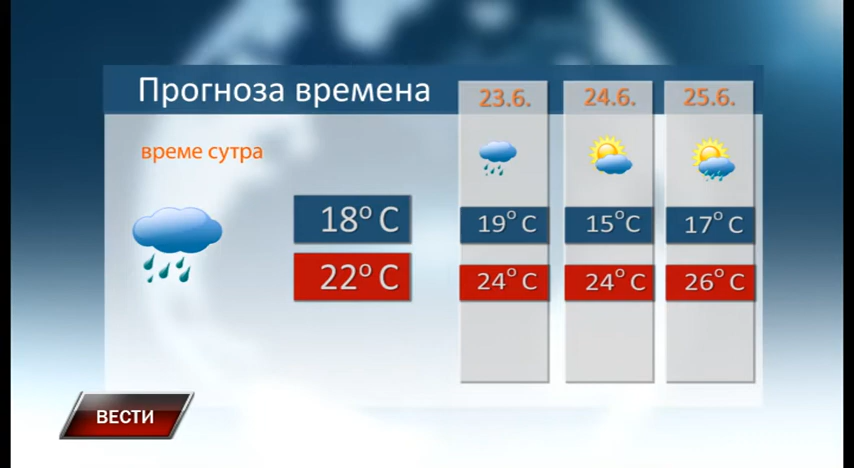 Прогноза времена
23.6. 24.6. 25.6.
време сутра
18° C
22° C
19° C 15°C 17° C
24° C 24° C 26° C
ВЕСТИ